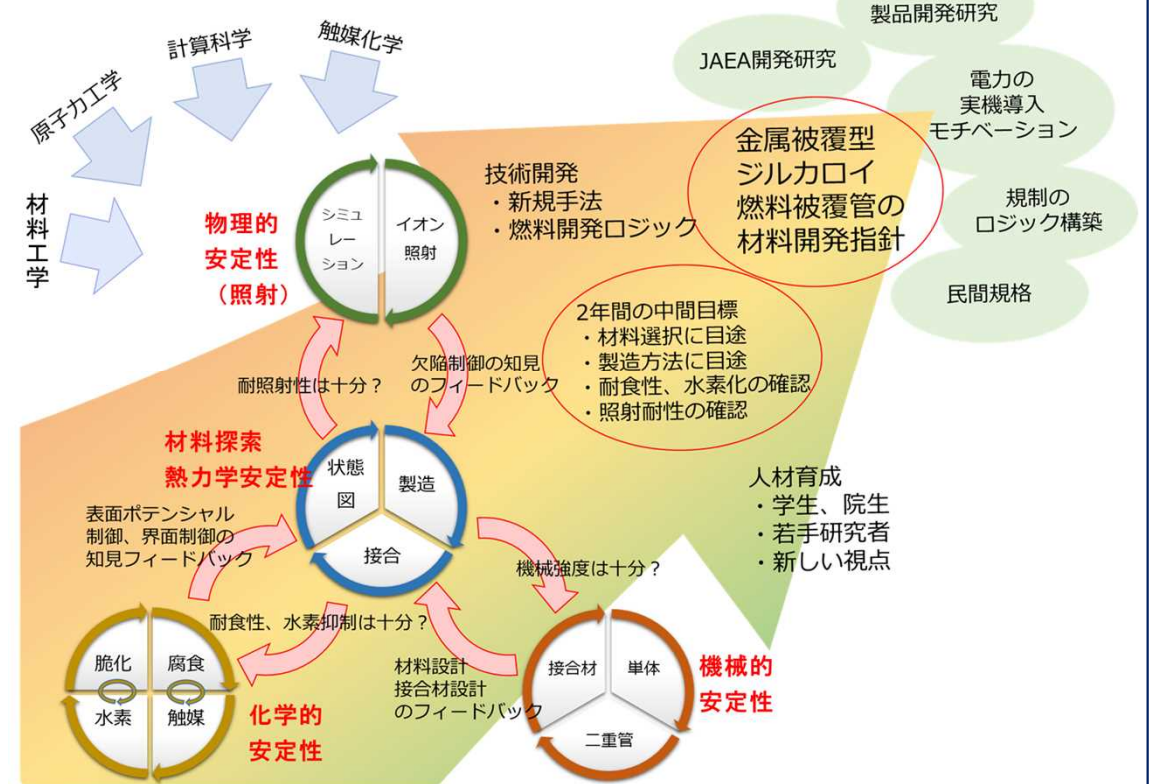 製品開発研究
JAEA開発研究
電力の
実機導入
モチベーション
規制の
ロジック構築
民間規格
触媒化学
計算科学
原子力工学
材料工学
金属被覆型
ジルカロイ
燃料被覆管の
材料開発指針
技術開発
・新規手法
・燃料開発ロジック
物理的
安定性
（照射）
シミュ
レー
ション
イオン
照射
2年間の中間目標
・材料選択に目途
・製造方法に目途
・耐食性、水素化の確認
・照射耐性の確認
耐照射性は十分？
欠陥制御の知見
のフィードバック
材料探索
熱力学安定性
状態
図
製造
接合
人材育成
・学生、院生
・若手研究者
・新しい視点
表面ポテンシャル
制御、界面制御の
知見フィードバック
機械強度は十分？
耐食性、水素抑制は十分？
脆化
腐食
水素
触媒
化学的
安定性
材料設計
接合材設計
のフィードバック
接合材
単体
二重管
機械的
安定性